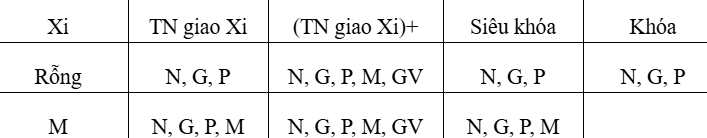 Xi TN giao Xi (TN giao Xi)+ Siêu khóa Khóa
Rỗng N, G, P N, G, P, M, GV N, G, P N, G, P
M N, G, P, M N, G, P, M, GV N, G, P, M